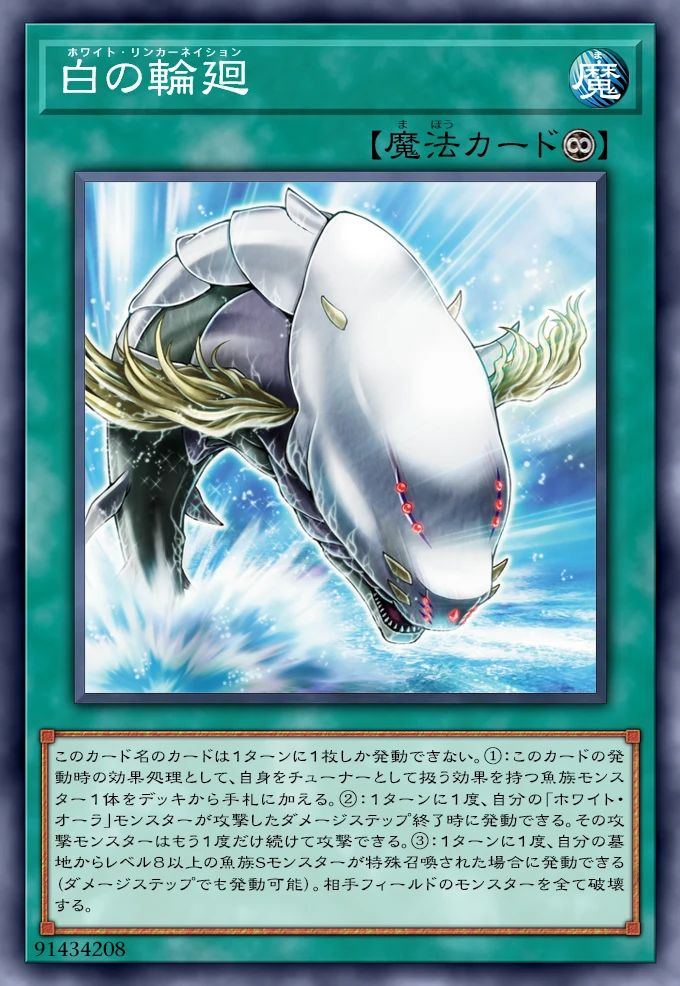 ホワイト・リンカーネイション
白の輪廻
ま
魔
ま ほう
【魔法カード♾】
このカード名のカードは1ターンに1枚しか発動できない。①:このカードの発
動時の効果処理として、自身をチューナーとして扱う効果を持つ魚族モンス
ター1体をデッキから手札に加える。②:1ターンに1度、自分の「ホワイト・
オーラ」モンスターが攻撃したダメージステップ終了時に発動できる。その攻
撃モンスターはもう1度だけ続けて攻撃できる。③:1ターンに1度、自分の墓
地からレベル8以上の魚族Sモンスターが特殊召喚された場合に発動できる
(ダメージステップでも発動可能)。相手フィールドのモンスターを全て破壊
する。
91434208